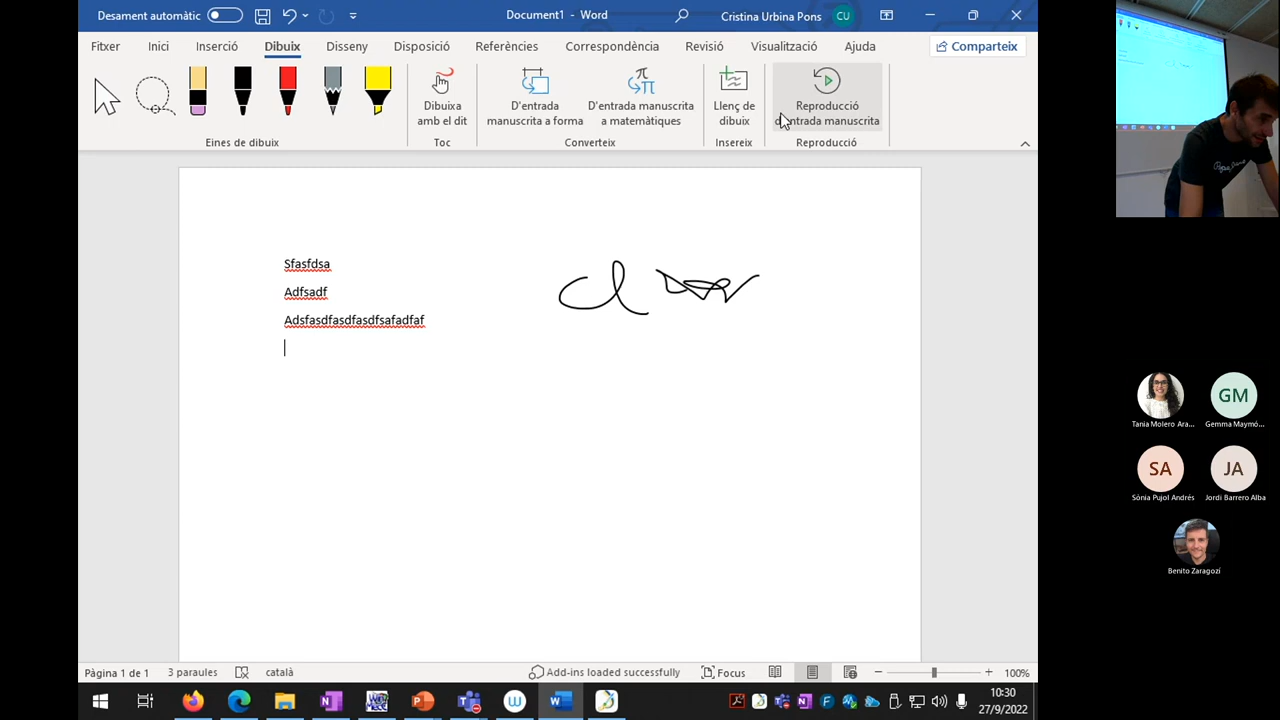 Desament automàtic
Document1 - Word
Cristina Urbina Pons
CU
Fitxer
Inici
Inserció
Dibuix
Disseny
Disposició
Referències
Correspondència
Revisió
Visualització
Ajuda
Comparteix
Dibuixa
amb el dit
D'entrada
manuscrita a forma
D'entrada manuscrita
a matemàtiques
Llenç de
dibuix
Reproducció
d'entrada manuscrita
Eines de dibuix
Toc
Converteix
Insereix
Reproducció
Sfasfdsa
Adfsadf
Adsfasdfasdfasdfsafadfaf
Tania Molero Ara...
GM
Gemma Maymó...
SA
Sónia Pujol Andrés
JA
Jordi Barrero Alba
Benito Zaragozí
Pàgina 1 de 1
3 paraules
català
Add-ins loaded successfully
Focus
100%
10:30
27/9/2022